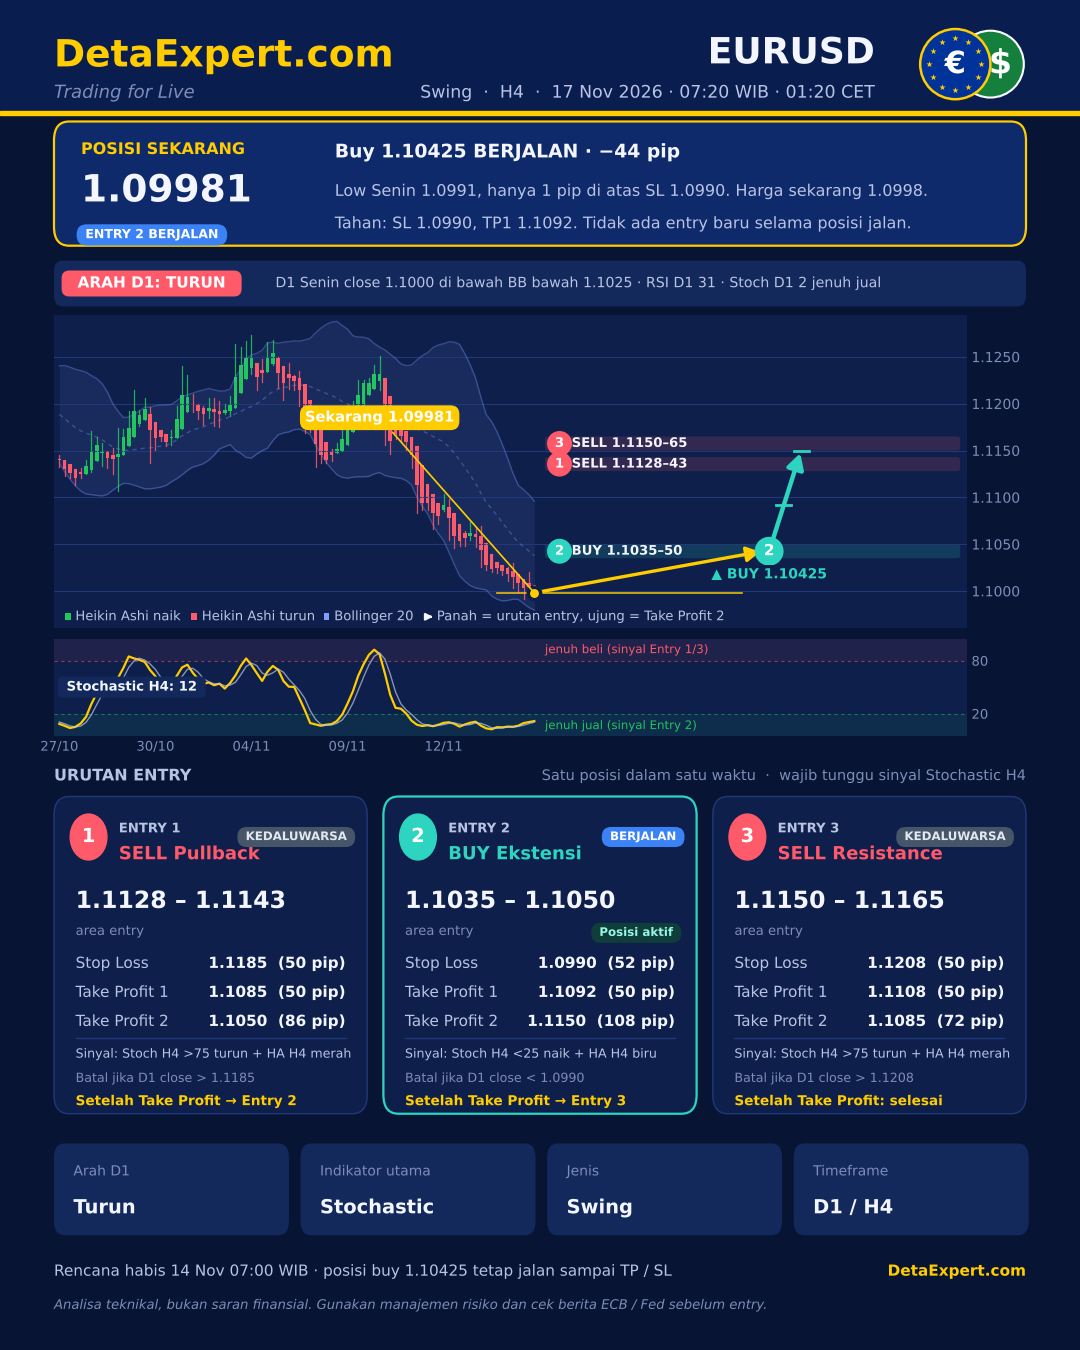 DetaExpert.com
Trading for Live
EURUSD
Swing · H4 · 17 Nov 2026 · 07:20 WIB · 01:20 CET
€ $
POSISI SEKARANG
1.09981
ENTRY 2 BERJALAN
Buy 1.10425 BERJALAN · −44 pip
Low Senin 1.0991, hanya 1 pip di atas SL 1.0990. Harga sekarang 1.0998.
Tahan: SL 1.0990, TP1 1.1092. Tidak ada entry baru selama posisi jalan.
ARAH D1: TURUN
D1 Senin close 1.1000 di bawah BB bawah 1.1025 · RSI D1 31 · Stoch D1 2 jenuh jual
1.1250
1.1200
1.1150
1.1100
1.1050
1.1000
Sekarang 1.09981
3 SELL 1.1150–65
1 SELL 1.1128–43
2 BUY 1.1035–50
2
▲ BUY 1.10425
Heikin Ashi naik
Heikin Ashi turun
Bollinger 20
Panah = urutan entry, ujung = Take Profit 2
jenuh beli (sinyal Entry 1/3)
80
Stochastic H4: 12
20
jenuh jual (sinyal Entry 2)
27/10 30/10 04/11 09/11 12/11
URUTAN ENTRY
Satu posisi dalam satu waktu · wajib tunggu sinyal Stochastic H4
1
ENTRY 1
KEDALUWARSA
SELL Pullback
1.1128 – 1.1143
area entry
Stop Loss 1.1185 (50 pip)
Take Profit 1 1.1085 (50 pip)
Take Profit 2 1.1050 (86 pip)
Sinyal: Stoch H4 >75 turun + HA H4 merah
Batal jika D1 close > 1.1185
Setelah Take Profit → Entry 2
2
ENTRY 2
BERJALAN
BUY Ekstensi
1.1035 – 1.1050
area entry
Posisi aktif
Stop Loss 1.0990 (52 pip)
Take Profit 1 1.1092 (50 pip)
Take Profit 2 1.1150 (108 pip)
Sinyal: Stoch H4 <25 naik + HA H4 biru
Batal jika D1 close < 1.0990
Setelah Take Profit → Entry 3
3
ENTRY 3
KEDALUWARSA
SELL Resistance
1.1150 – 1.1165
area entry
Stop Loss 1.1208 (50 pip)
Take Profit 1 1.1108 (50 pip)
Take Profit 2 1.1085 (72 pip)
Sinyal: Stoch H4 >75 turun + HA H4 merah
Batal jika D1 close > 1.1208
Setelah Take Profit: selesai
Arah D1
Turun
Indikator utama
Stochastic
Jenis
Swing
Timeframe
D1 / H4
Rencana habis 14 Nov 07:00 WIB · posisi buy 1.10425 tetap jalan sampai TP / SL
DetaExpert.com
Analisa teknikal, bukan saran finansial. Gunakan manajemen risiko dan cek berita ECB / Fed sebelum entry.